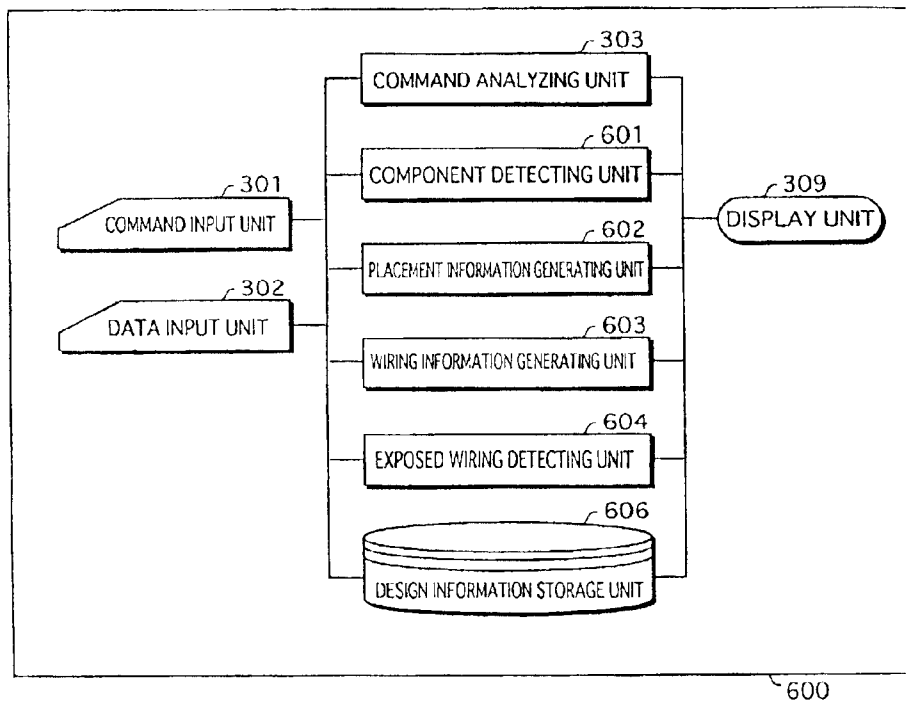 303
COMMAND ANALYZING UNIT
601
COMPONENT DETECTING UNIT
301
COMMAND INPUT UNIT
309
DISPLAY UNIT
602
PLACEMENT INFORMATION GENERATING UNIT
302
DATA INPUT UNIT
603
WIRING INFORMATION GENERATING UNIT
604
EXPOSED WIRING DETECTING UNIT
606
DESIGN INFORMATION STORAGE UNIT
600